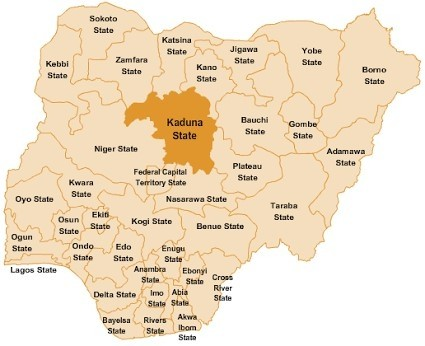 Sokoto
State
Katsina
State
Jigawa
State
Yobe
State
Kebbi
State
Zamfara
State
Kano
State
Borno
State
Kaduna
State
Bauchi
State
Gombe
State
Adamawa
State
Niger State
Federal Capital
Territory State
Plateau
State
Kwara
State
Nasarawa State
Taraba
State
Oyo State
Osun
State
Ekiti
State
Kogi State
Benue State
Ogun
State
Ondo
State
Edo
State
Enugu
State
Lagos State
Anambra
State
Ebonyi
State
Cross
River
State
Delta State
Imo
State
Abia
State
Bayelsa
State
Rivers
State
Akwa
Ibom
State